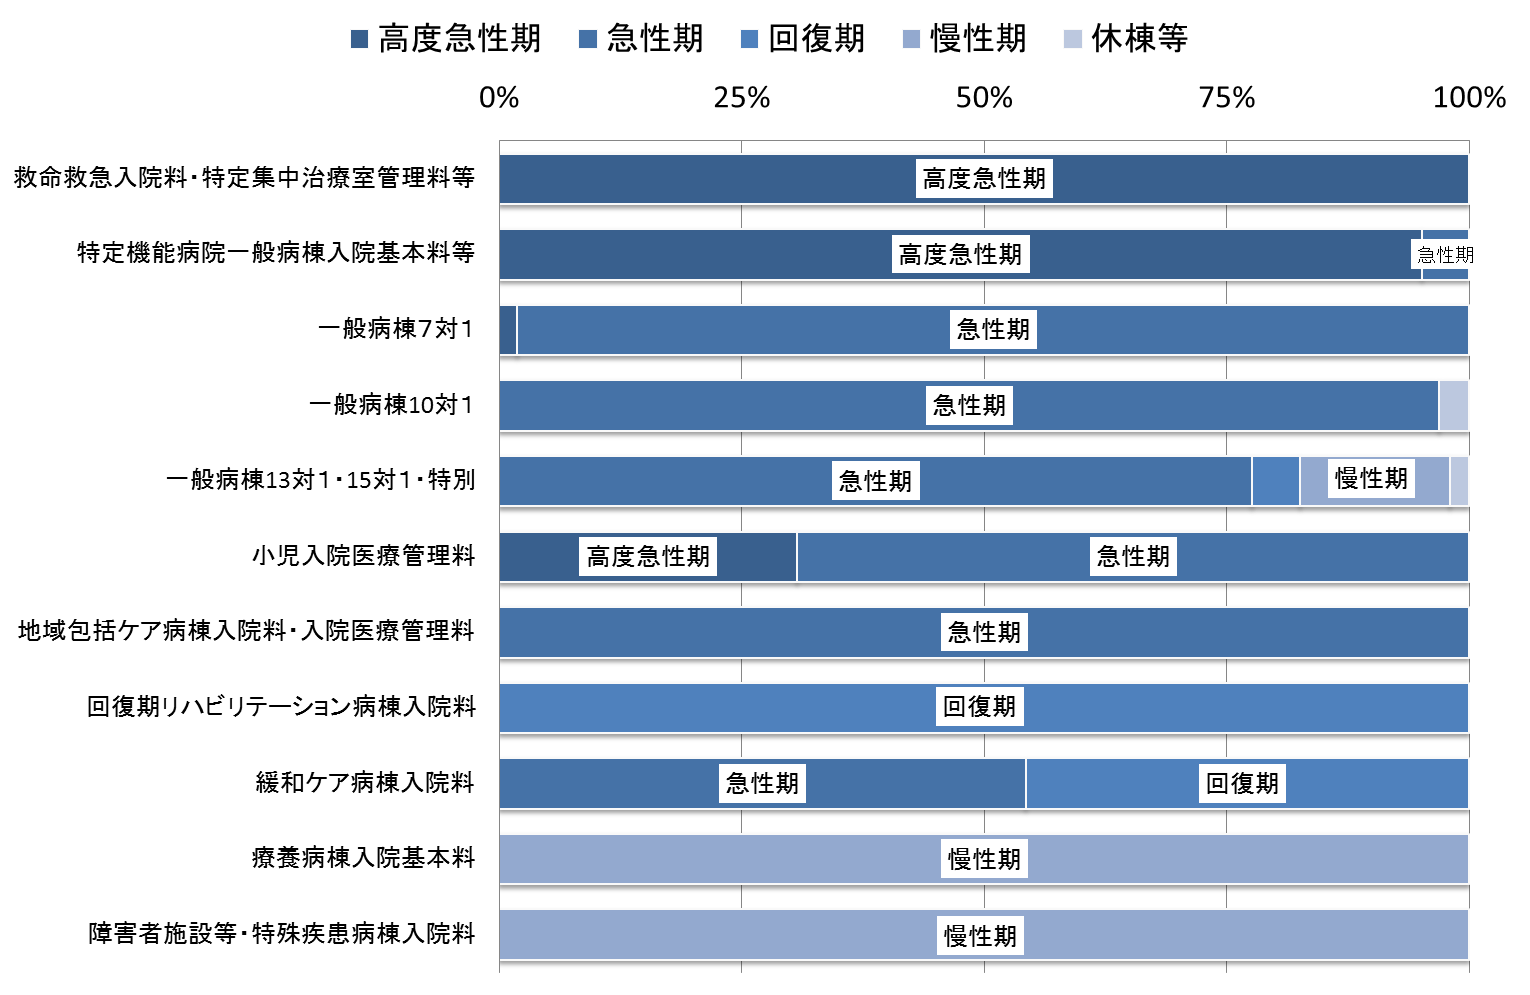 高度急性期 急性期 回復期 慢性期 休棟等
0% 25% 50% 75% 100%
救命救急入院料・特定集中治療室管理料等 高度急性期
特定機能病院一般病棟入院基本料等 高度急性期 急性期
一般病棟７対１ 急性期
一般病棟10対１ 急性期
一般病棟13対１・15対１・特別 急性期 慢性期
小児入院医療管理料 高度急性期 急性期
地域包括ケア病棟入院料・入院医療管理料 急性期
回復期リハビリテーション病棟入院料 回復期
緩和ケア病棟入院料 急性期 回復期
療養病棟入院基本料 慢性期
障害者施設等・特殊疾患病棟入院料 慢性期